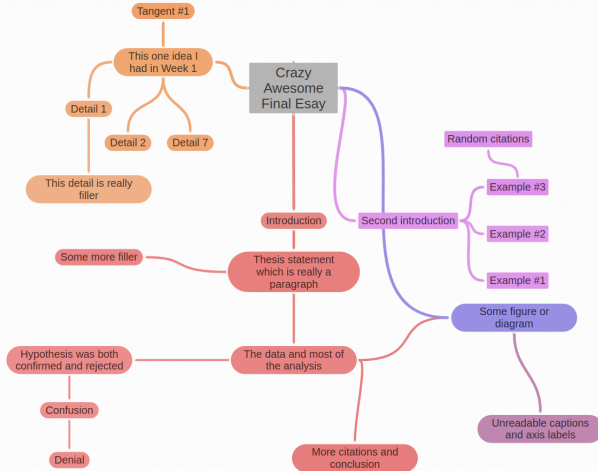 Tangent #1
This one idea I
had in Week 1
Crazy
Awesome
Final Esay
Detail 1
Detail 2
Detail 7
This detail is really
filler
Random citations
Example #3
Introduction
Second introduction
Example #2
Some more filler
Thesis statement
which is really a
paragraph
Example #1
Some figure or
diagram
Hypothesis was both
confirmed and rejected
The data and most of
the analysis
Confusion
Unreadable captions
and axis labels
Denial
More citations and
conclusion